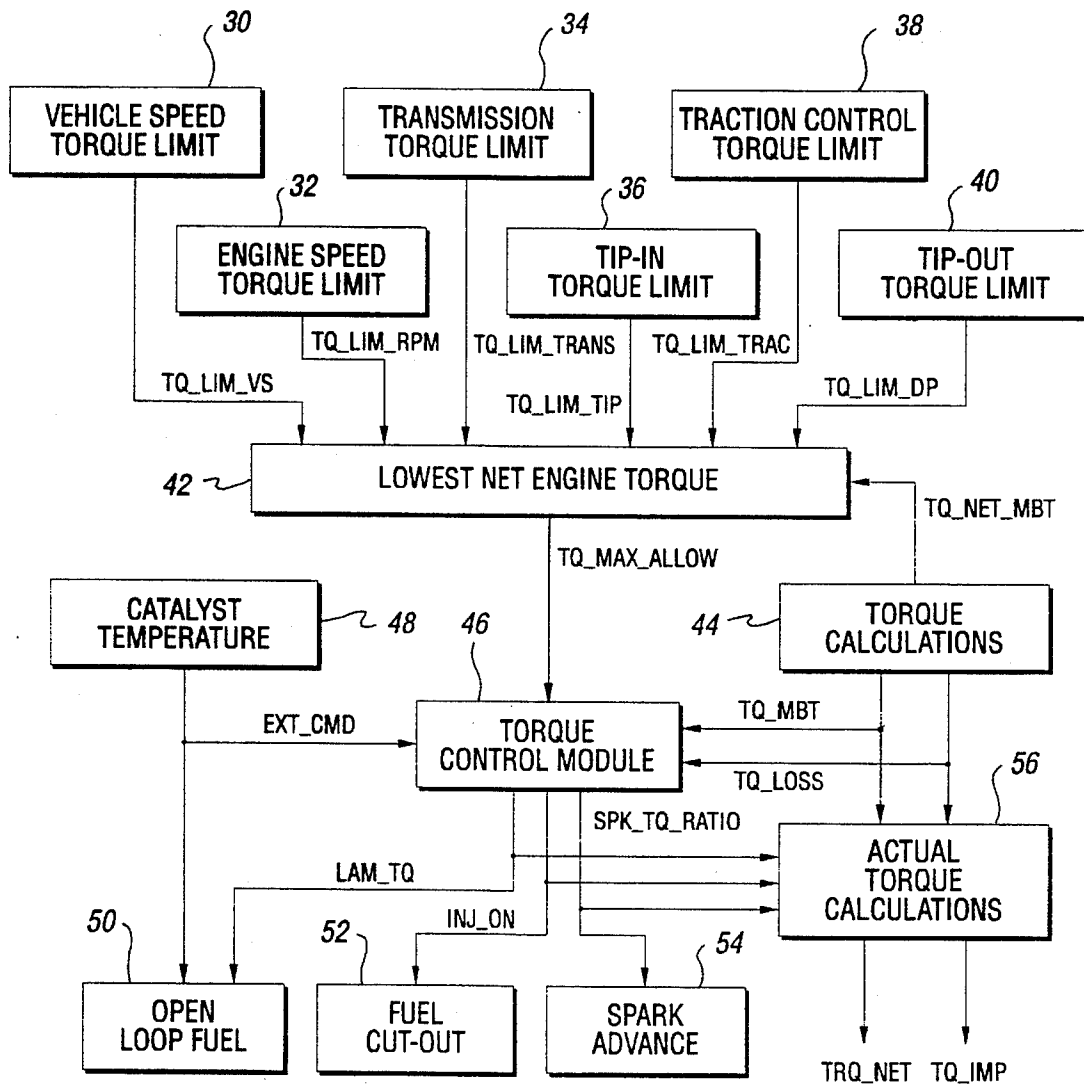 30
34
38
VEHICLE SPEED
TORQUE LIMIT
TRANSMISSION
TORQUE LIMIT
TRACTION CONTROL
TORQUE LIMIT
32
36
40
ENGINE SPEED
TORQUE LIMIT
TIP-IN
TORQUE LIMIT
TIP-OUT
TORQUE LIMIT
TQ_LIM_RPM
TQ_LIM_TRANS
TQ_LIM_TRAC
TQ_LIM_VS
TQ_LIM_TIP
TQ_LIM_DP
42
LOWEST NET ENGINE TORQUE
TQ_NET_MBT
TQ_MAX_ALLOW
CATALYST
TEMPERATURE
48
46
44
TORQUE
CALCULATIONS
EXT_CMD
TORQUE
CONTROL MODULE
TQ_MBT
TQ_LOSS
56
SPK_TQ_RATIO
LAM_TQ
ACTUAL
TORQUE
CALCULATIONS
INJ_ON
50
52
54
OPEN
LOOP FUEL
FUEL
CUT-OUT
SPARK
ADVANCE
TRQ_NET
TQ_IMP